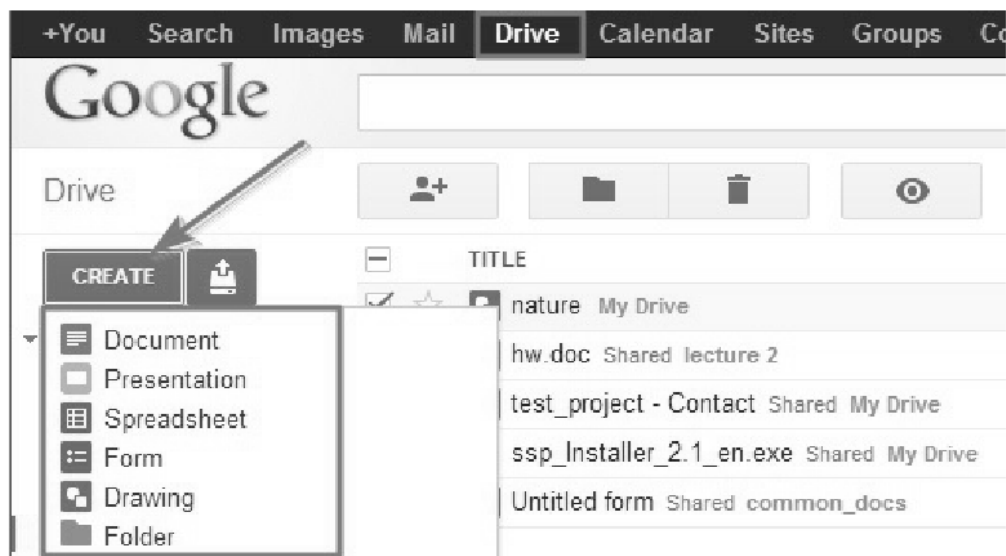 +You Search Images Mail Drive Calendar Sites Groups
Google
Drive
CREATE
TITLE
nature My Drive
Document
hw.doc Shared lecture 2
Presentation
test_project - Contact Shared My Drive
Spreadsheet
Form
ssp_Installer_2.1_en.exe Shared My Drive
Drawing
Untitled form Shared common_docs
Folder